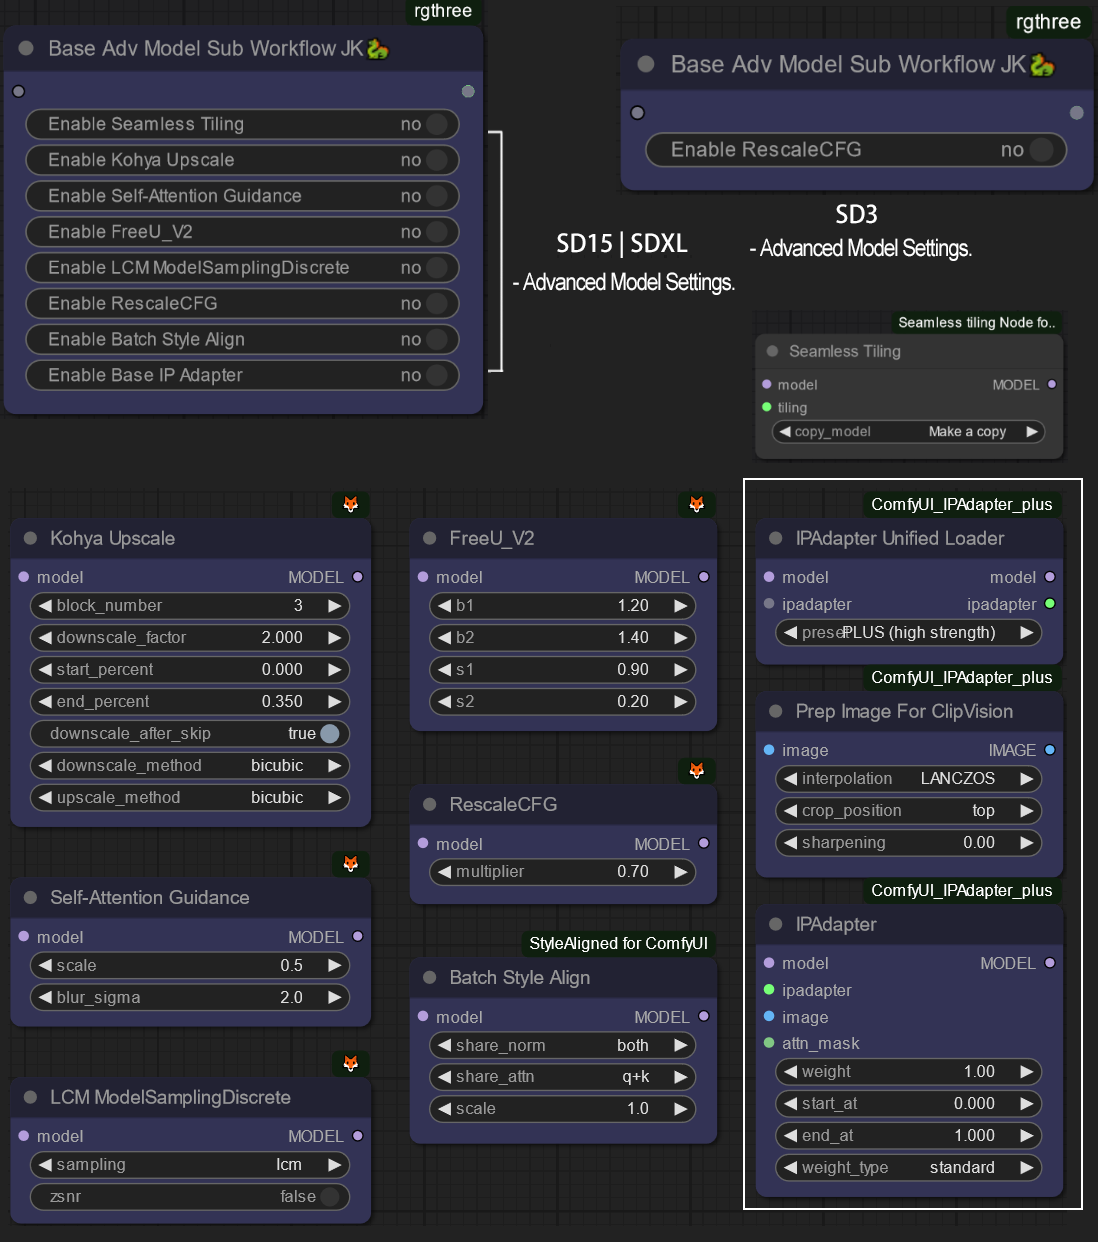 rgthree
Base Adv Model Sub Workflow JK🐉
Enable Seamless Tiling no
Enable Kohya Upscale no
Enable Self-Attention Guidance no
Enable FreeU_V2 no
Enable LCM ModelSamplingDiscrete no
Enable RescaleCFG no
Enable Batch Style Align no
Enable Base IP Adapter no
SD15 | SDXL
- Advanced Model Settings.
rgthree
Base Adv Model Sub Workflow JK🐉
Enable RescaleCFG no
SD3
- Advanced Model Settings.
Seamless tiling Node fo..
Seamless Tiling
model MODEL
tiling
copy_model Make a copy
Kohya Upscale
model MODEL
block_number 3
downscale_factor 2.000
start_percent 0.000
end_percent 0.350
downscale_after_skip true
downscale_method bicubic
upscale_method bicubic
Self-Attention Guidance
model MODEL
scale 0.5
blur_sigma 2.0
LCM ModelSamplingDiscrete
model MODEL
sampling lcm
zsnr false
FreeU_V2
model MODEL
b1 1.20
b2 1.40
s1 0.90
s2 0.20
RescaleCFG
model MODEL
multiplier 0.70
StyleAligned for ComfyUI
Batch Style Align
model MODEL
share_norm both
share_attn q+k
scale 1.0
ComfyUI_IPAdapter_plus
IPAdapter Unified Loader
model model
ipadapter ipadapter
preset PLUS (high strength)
ComfyUI_IPAdapter_plus
Prep Image For ClipVision
image IMAGE
interpolation LANCZOS
crop_position top
sharpening 0.00
ComfyUI_IPAdapter_plus
IPAdapter
model MODEL
ipadapter
image
attn_mask
weight 1.00
start_at 0.000
end_at 1.000
weight_type standard